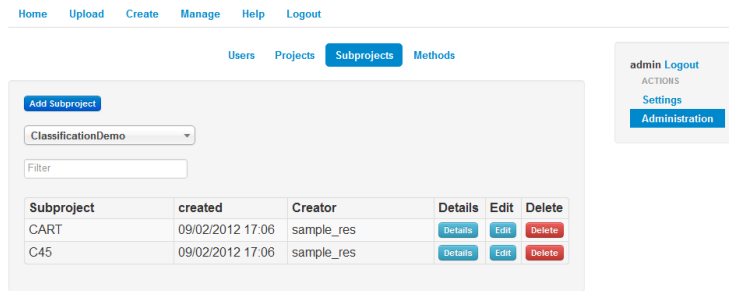 Home Upload Create Manage Help Logout
Users Projects Subprojects Methods
admin Logout
ACTIONS
Settings
Administration
Add Subproject
ClassificationDemo
Filter
Subproject created Creator Details Edit Delete
CART 09/02/2012 17:06 sample_res Details Edit Delete
C45 09/02/2012 17:06 sample_res Details Edit Delete